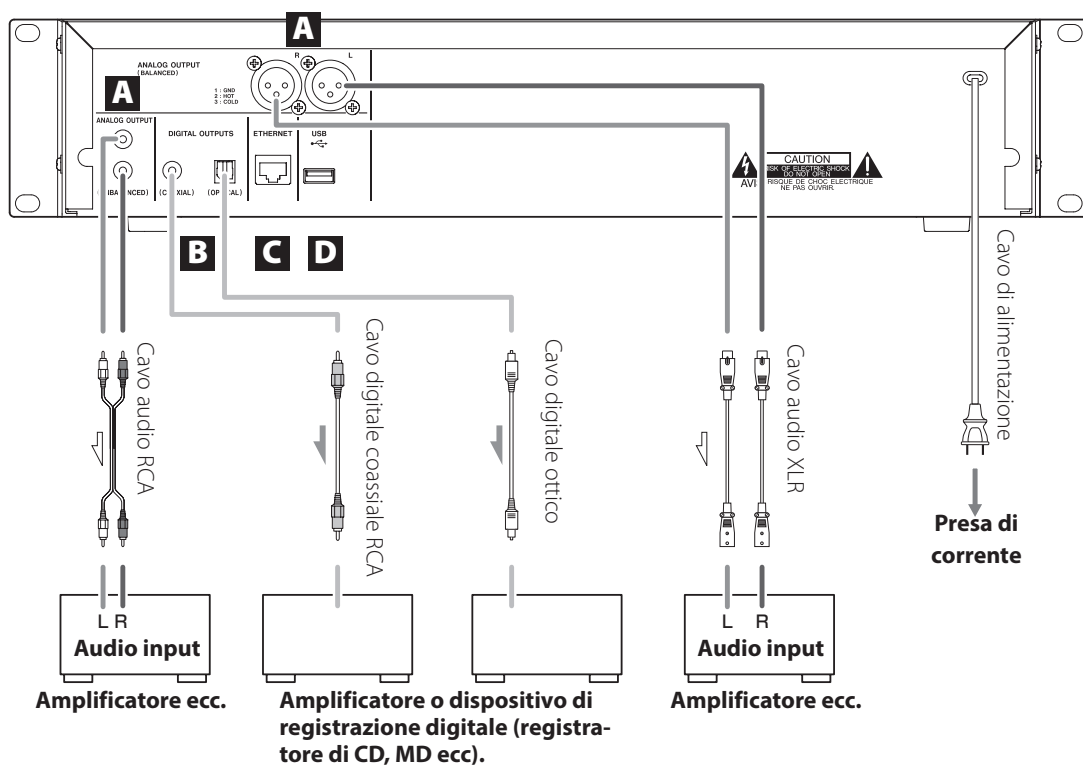 A
R
L
ANALOG OUTPUT
(BALANCED)
1 : GND
2 : HOT
3 : COLD
A
ANALOG OUTPUT
DIGITAL OUTPUTS
ETHERNET
USB
(OPTICAL)
CAUTION
RISK OF ELECTRIC SHOCK
DO NOT OPEN
AVI
RISQUE DE CHOC ELECTRIQUE
NE PAS OUVRIR.
B
C
D
Cavo audio RCA
Cavo digitale coassiale RCA
Cavo digitale ottico
Cavo audio XLR
Cavo di alimentazione
Presa di
corrente
L R
Audio input
L R
Audio input
Amplificatore ecc.
Amplificatore o dispositivo di
registrazione digitale (registra-
tore di CD, MD ecc).
Amplificatore ecc.